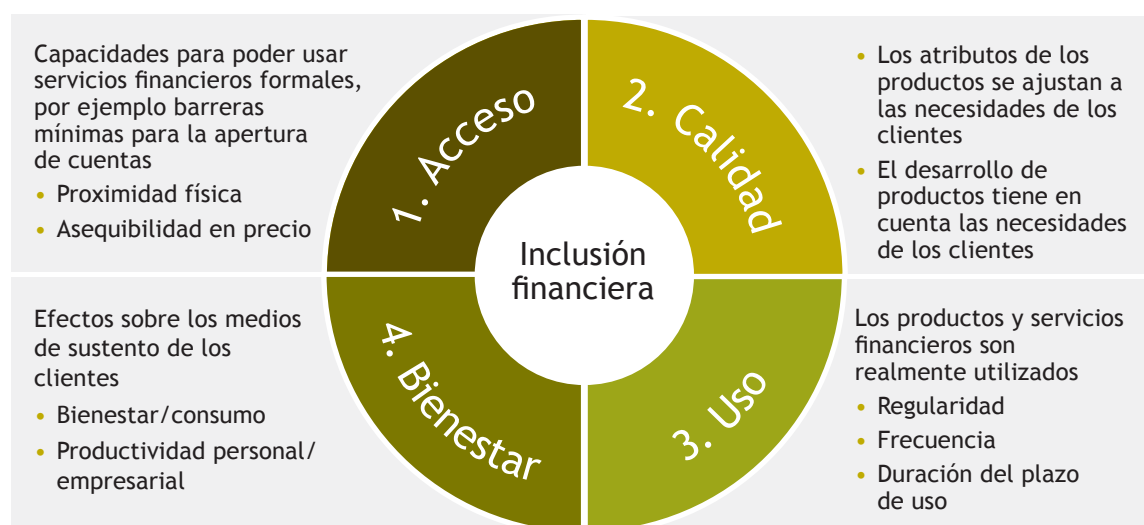 Capacidades para poder usar
servicios financieros formales,
por ejemplo barreras
mínimas para la apertura
de cuentas
• Proximidad física
• Asequibilidad en precio
1. Acceso
2. Calidad
• Los atributos de los
productos se ajustan a
las necesidades de los
clientes
• El desarrollo de
productos tiene en
cuenta las necesidades
de los clientes
Inclusión
financiera
Efectos sobre los medios
de sustento de los
clientes
• Bienestar/consumo
• Productividad personal/
empresarial
4. Bienestar
3. Uso
Los productos y servicios
financieros son
realmente utilizados
• Regularidad
• Frecuencia
• Duración del plazo
de uso